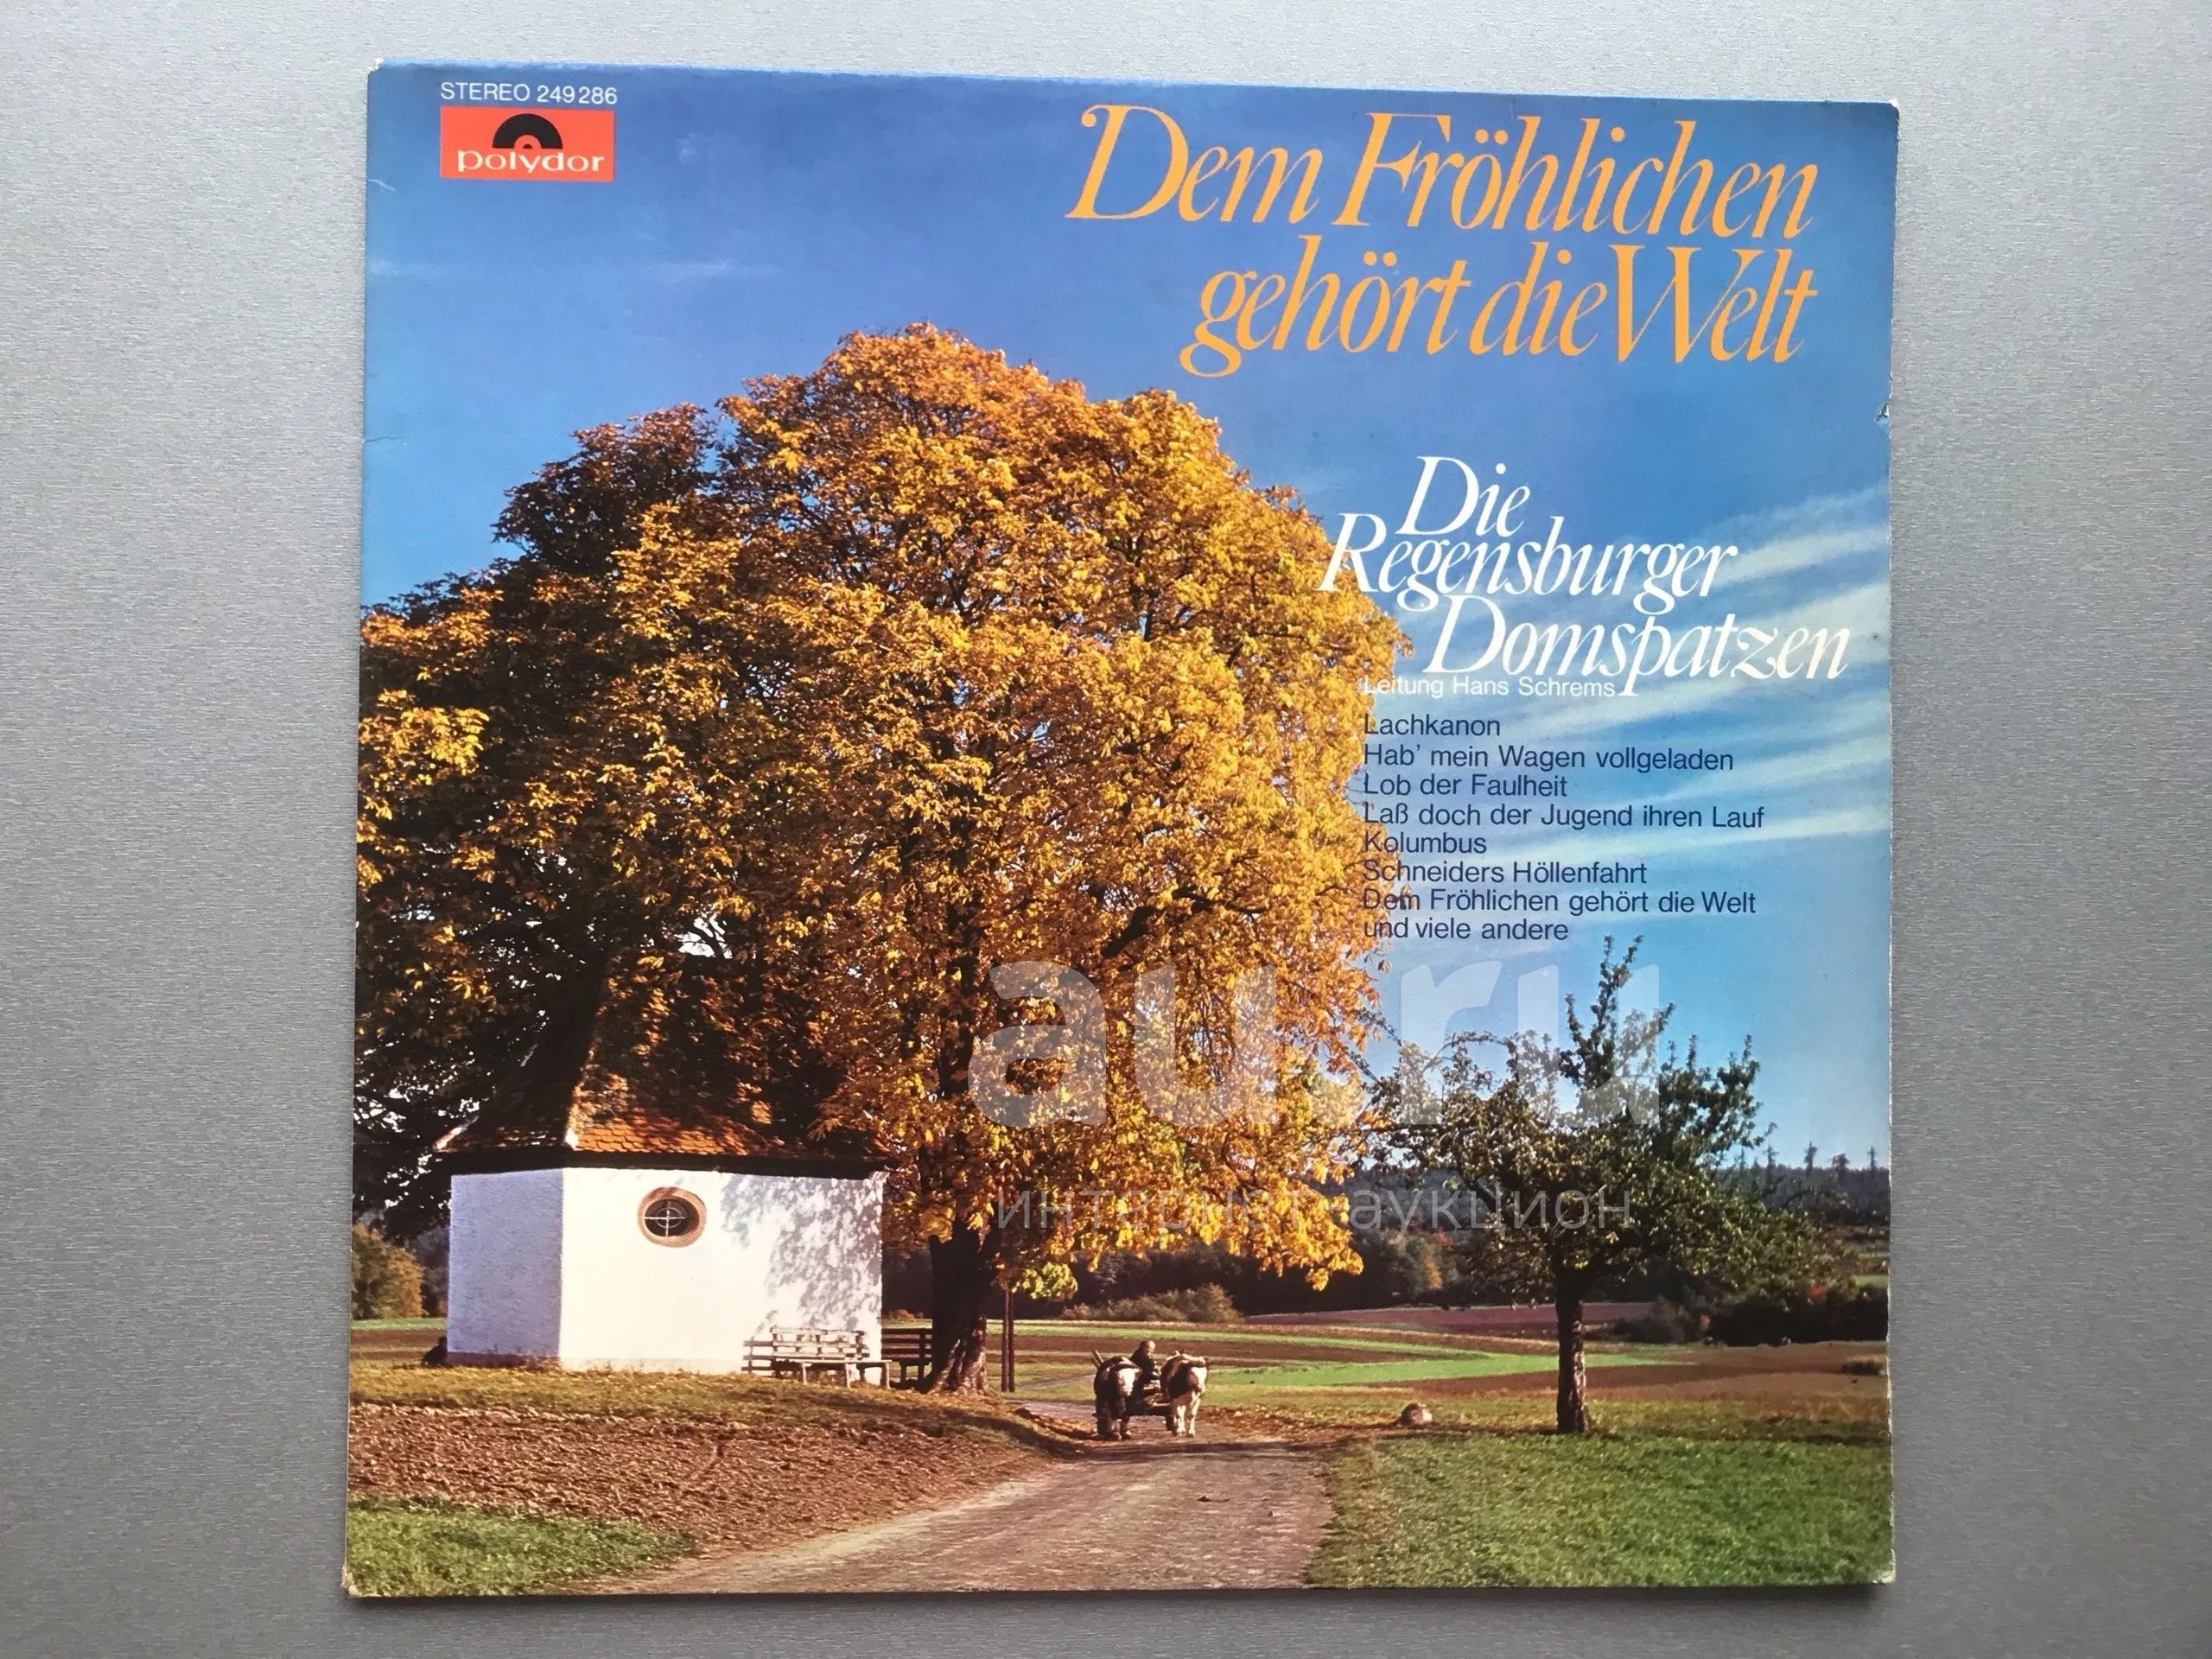 STEREO 249286
polydor
Dem Fröhlichen
gehört die Welt
Die
Regensburger
Domspatzen
Leitung Hans Schrems
Lachkanon
Hab' mein Wagen vollgeladen
Lob der Faulheit
Laß doch der Jugend ihren Lauf
Kolumbus
Schneiders Höllenfahrt
Dem Fröhlichen gehört die Welt
und viele andere
au.ru
интернет-аукцион